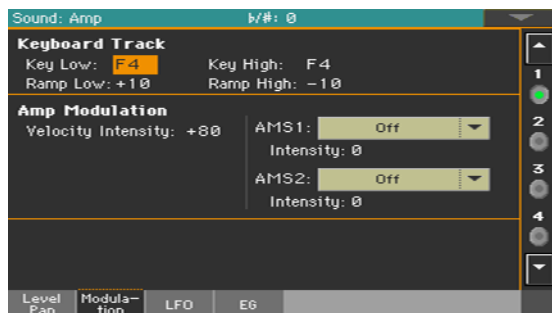 Sound: Amp ♭/#: 0
Keyboard Track
Key Low: F4 Key High: F4
Ramp Low: +10 Ramp High: -10
Amp Modulation
Velocity Intensity: +80 AMS1: Off
Intensity: 0
AMS2: Off
Intensity: 0
1
2
3
4
Level Pan Modula-tion LFO EG